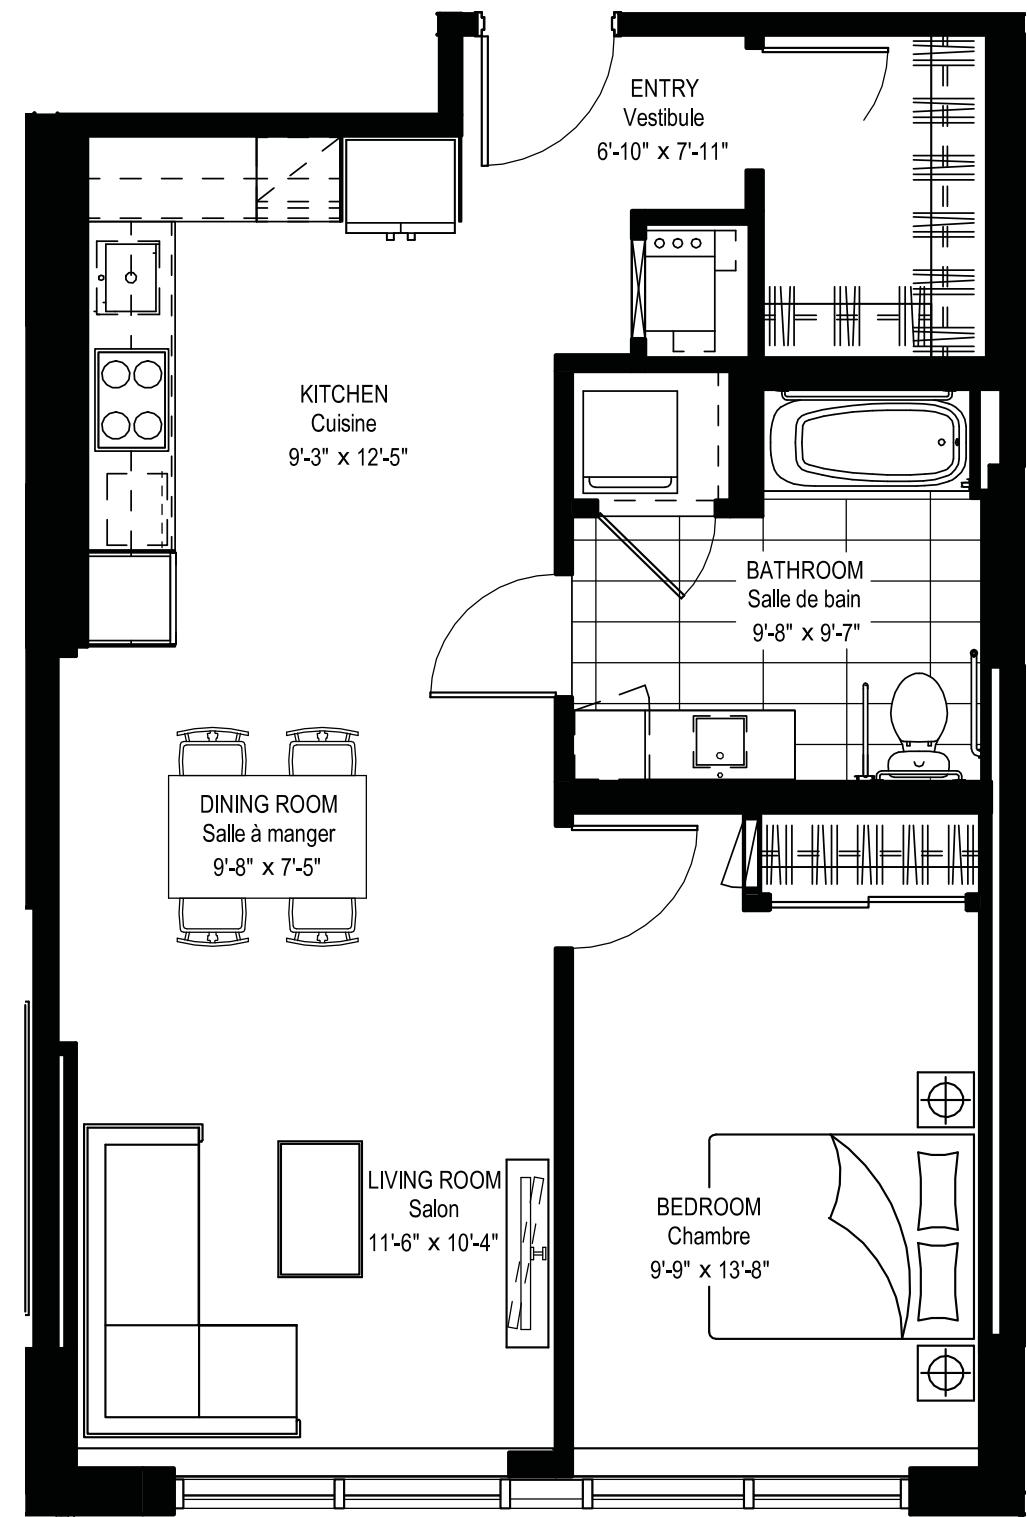 ENTRY
Vestibule
6'-10" x 7'-11"
KITCHEN
Cuisine
9'-3" x 12'-5"
BATHROOM
Salle de bain
9'-8" x 9'-7"
DINING ROOM
Salle à manger
9'-8" x 7'-5"
LIVING ROOM
Salon
11'-6" x 10'-4"
BEDROOM
Chambre
9'-9" x 13'-8"